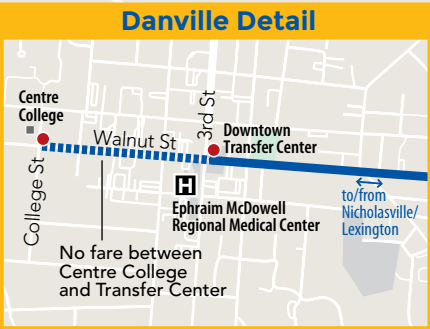 Danville Detail
Centre
College
Walnut St
3rd St
Downtown
Transfer Center
College St
H
Ephraim McDowell
Regional Medical Center
to/from
Nicholasville/
Lexington
No fare between
Centre College
and Transfer Center